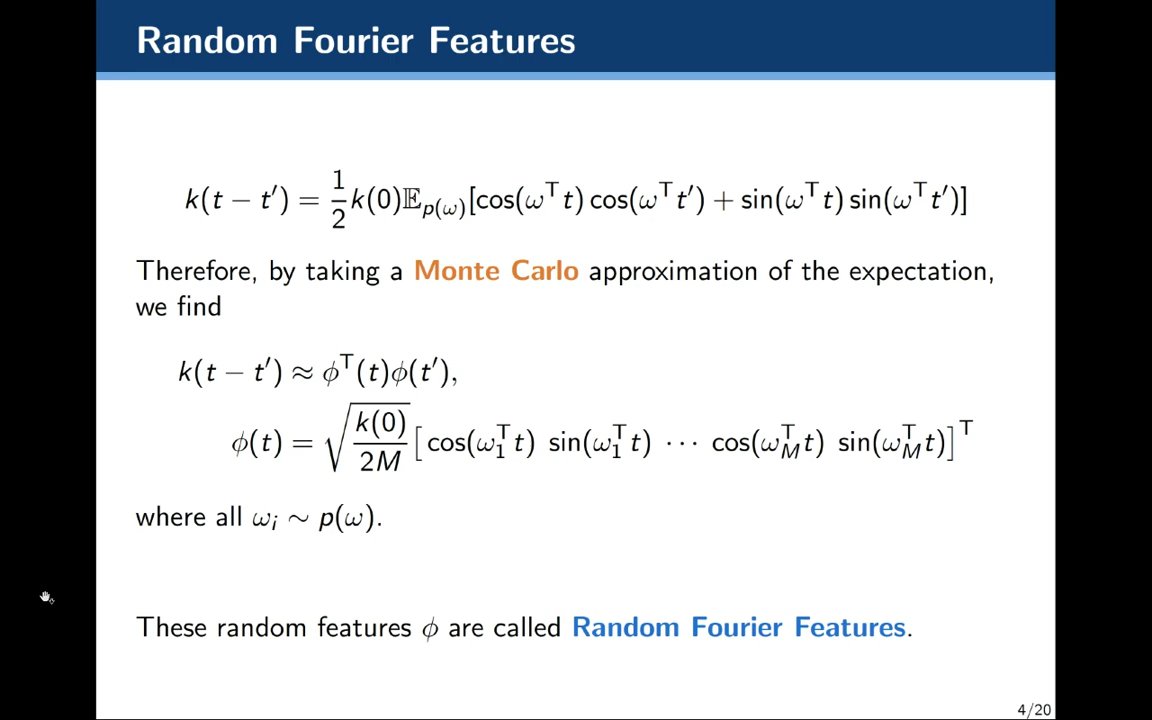 Random Fourier Features
k(t − t′) = 1/2 k(0)𝔼_{p(ω)}[cos(ω^T t) cos(ω^T t′) + sin(ω^T t) sin(ω^T t′)]
Therefore, by taking a Monte Carlo approximation of the expectation,
we find
k(t − t′) ≈ ϕ^T(t)ϕ(t′),
ϕ(t) = √(k(0)/2M) [cos(ω_1^T t) sin(ω_1^T t) ⋯ cos(ω_M^T t) sin(ω_M^T t)]^T
where all ω_i ∼ p(ω).
These random features ϕ are called Random Fourier Features.
4/20